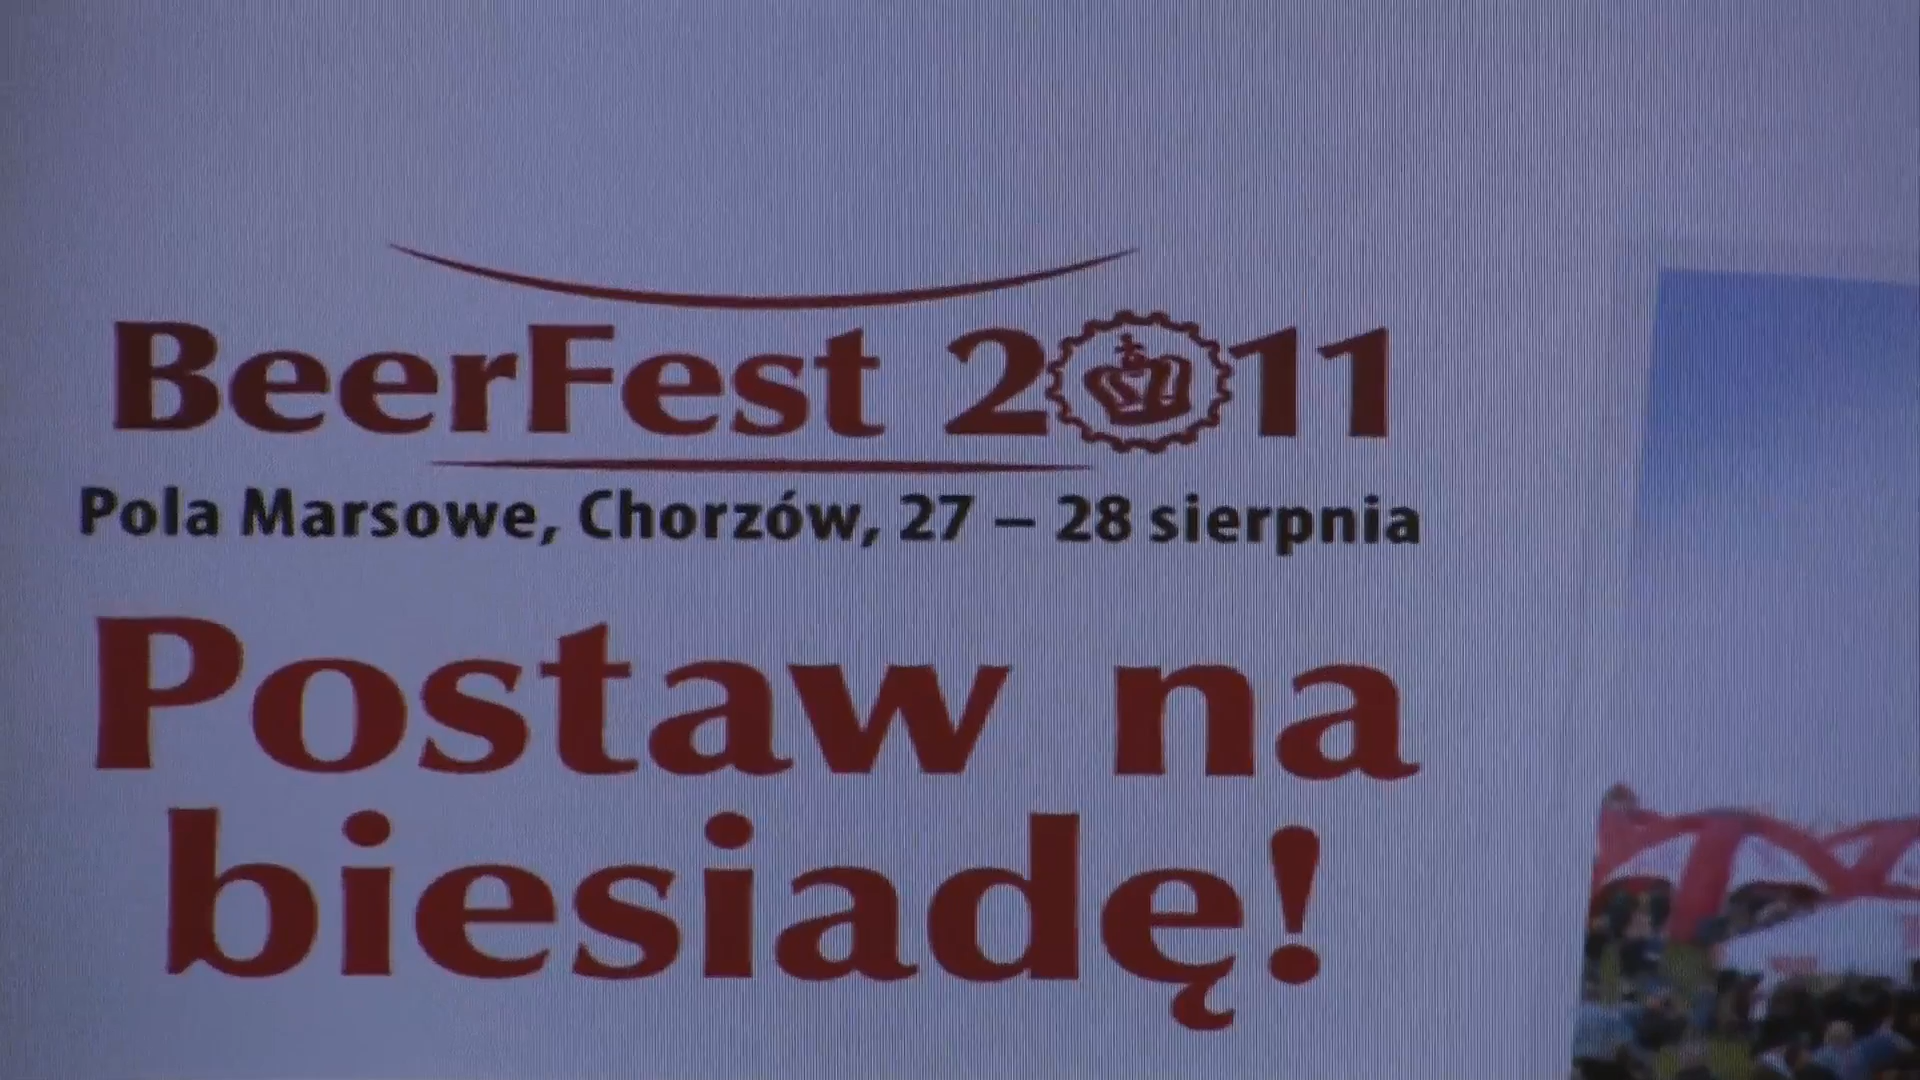 BeerFest 2011
Pola Marsowe, Chorzów, 27 – 28 sierpnia
Postaw na
biesiadę!